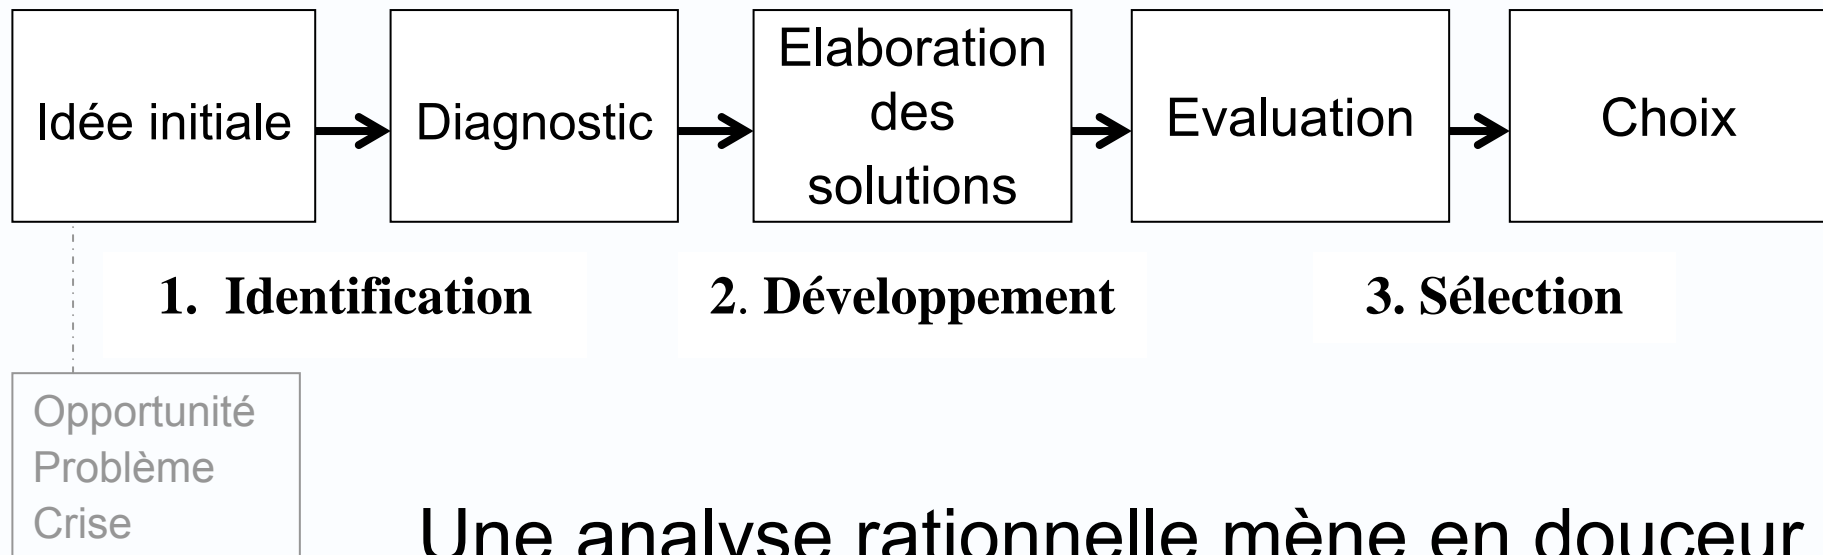 Idée initiale
Diagnostic
Elaboration
des
solutions
Evaluation
Choix
1. Identification
2. Développement
3. Sélection
Opportunité
Problème
Crise
Une analyse rationnelle mène en douceur